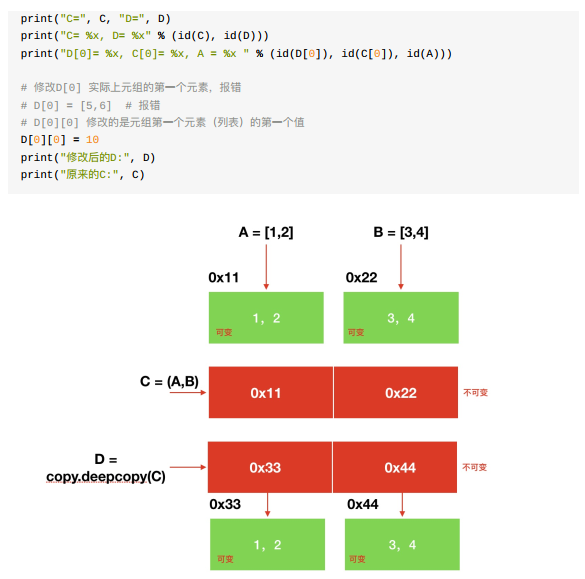 print("C=", C, "D=", D)
print("C= %x, D= %x" % (id(C), id(D)))
print("D[0]= %x, C[0]= %x, A = %x " % (id(D[0]), id(C[0]), id(A)))
# 修改D[0] 实际上元组的第一个元素，报错
# D[0] = [5,6]  # 报错
# D[0][0] 修改的是元组第一个元素（列表）的第一个值
D[0][0] = 10
print("修改后的D:", D)
print("原来的C:", C)
A = [1,2] B = [3,4]
0x11 0x22
1, 2 3, 4
可变 可变
C = (A,B) 0x11 0x22 不可变
D =
copy.deepcopy(C)
0x33 0x44 不可变
0x33 0x44
1, 2 3, 4
可变 可变